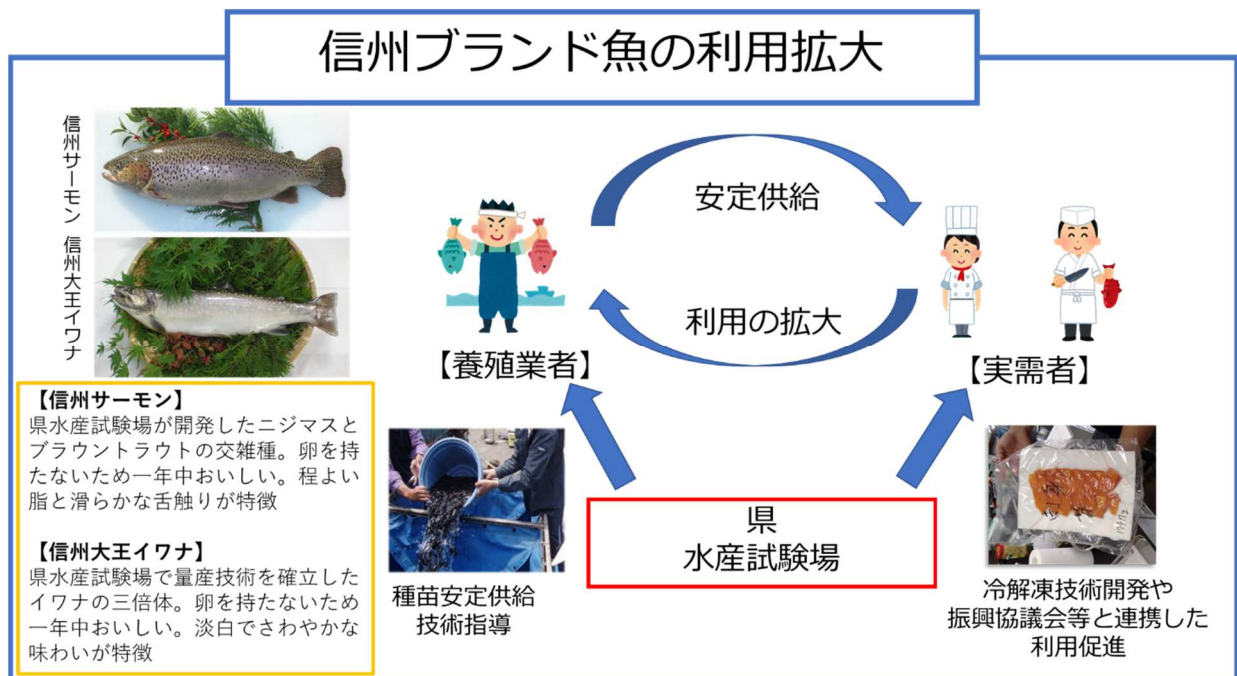 信州ブランド魚の利用拡大
信州サーモン
信州大王イワナ
安定供給
利用の拡大
【養殖業者】
【実需者】
【信州サーモン】
県水産試験場が開発したニジマスと
ブラウントラウトの交雑種。卵を持
たないため一年中おいしい。程よい
脂と滑らかな舌触りが特徴
【信州大王イワナ】
県水産試験場で量産技術を確立した
イワナの三倍体。卵を持たないため
一年中おいしい。淡白でさわやかな
味わいが特徴
種苗安定供給
技術指導
県
水産試験場
冷解凍技術開発や
振興協議会等と連携した
利用促進